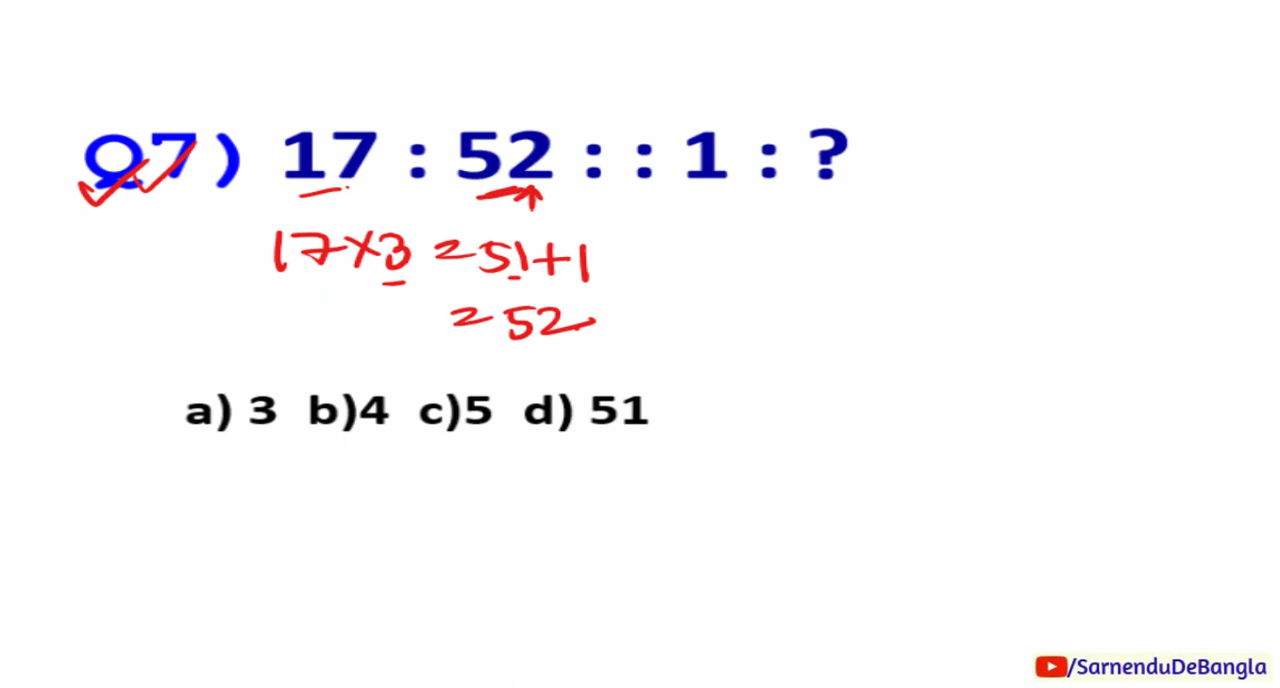 Q7) 17 : 52 : : 1 : ?
17×3 = 51+1
= 52
a) 3 b)4 c)5 d) 51
/SarnenduDeBangla